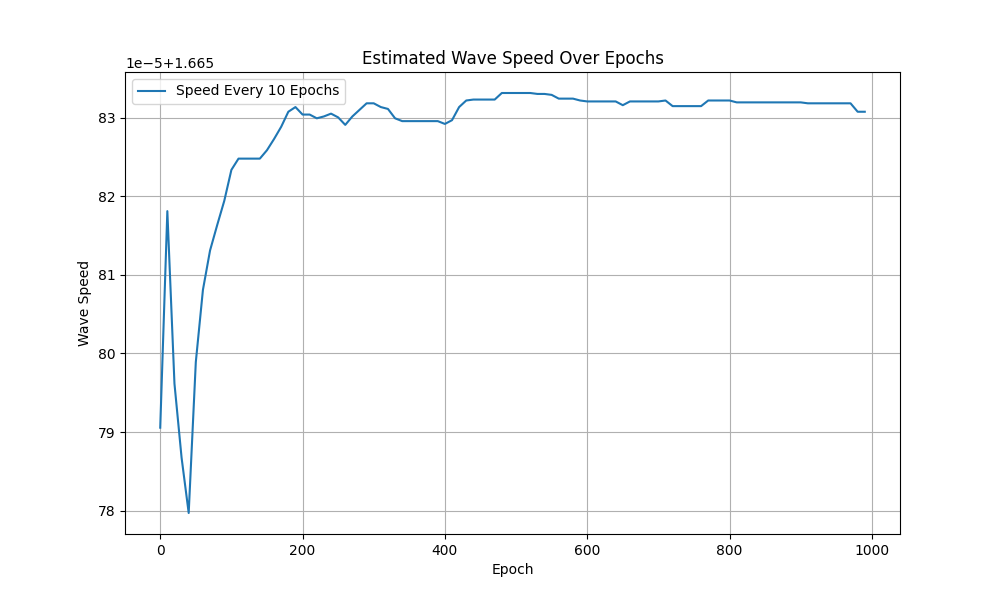 Estimated Wave Speed Over Epochs
1e−5+1.665
Speed Every 10 Epochs
83
82
81
80
79
78
Wave Speed
0 200 400 600 800 1000
Epoch